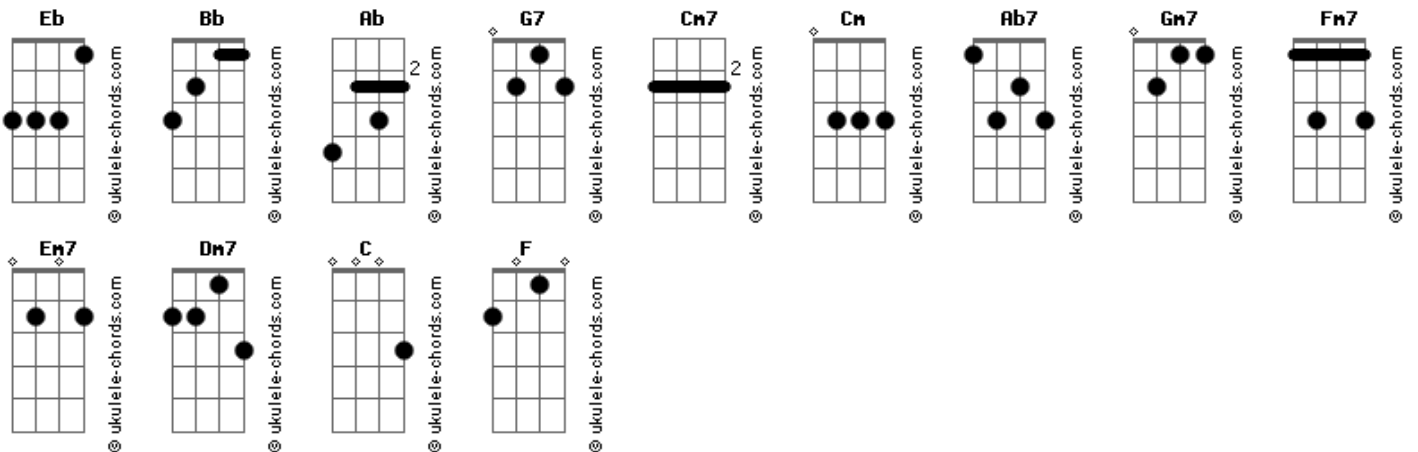 Eb Bb Ab G7 Cm7 Cm Ab7 Gm7 Fm7
2 2
© ukulele-chords.com © ukulele-chords.com © ukulele-chords.com © ukulele-chords.com © ukulele-chords.com © ukulele-chords.com © ukulele-chords.com © ukulele-chords.com © ukulele-chords.com
Em7 Dm7 C F
© ukulele-chords.com © ukulele-chords.com © ukulele-chords.com © ukulele-chords.com